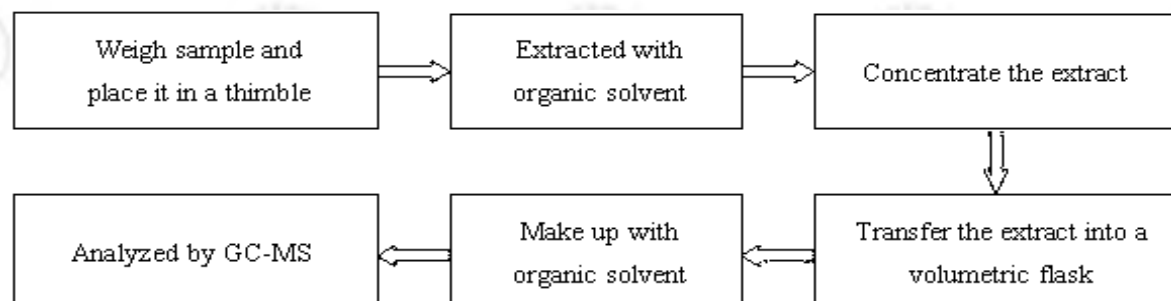 Weigh sample and
place it in a thimble
Extracted with
organic solvent
Concentrate the extract
Transfer the extract into a
volumetric flask
Make up with
organic solvent
Analyzed by GC-MS